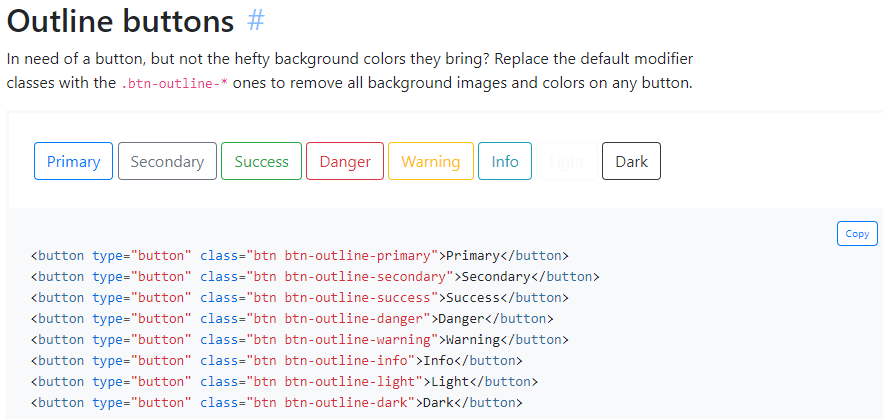 Outline buttons #
In need of a button, but not the hefty background colors they bring? Replace the default modifier
classes with the .btn-outline-* ones to remove all background images and colors on any button.
Primary Secondary Success Danger Warning Info Light Dark
Copy
<button type="button" class="btn btn-outline-primary">Primary</button>
<button type="button" class="btn btn-outline-secondary">Secondary</button>
<button type="button" class="btn btn-outline-success">Success</button>
<button type="button" class="btn btn-outline-danger">Danger</button>
<button type="button" class="btn btn-outline-warning">Warning</button>
<button type="button" class="btn btn-outline-info">Info</button>
<button type="button" class="btn btn-outline-light">Light</button>
<button type="button" class="btn btn-outline-dark">Dark</button>